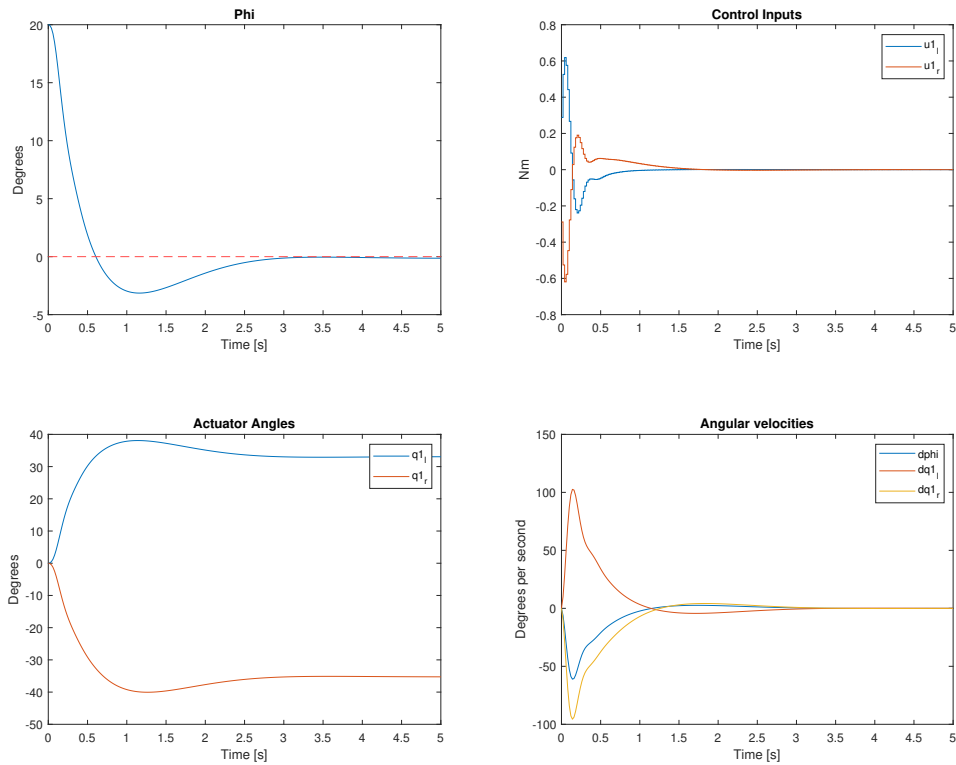 Phi
20
15
10
5
0
-5
Degrees
0 0.5 1 1.5 2 2.5 3 3.5 4 4.5 5
Time [s]
Control Inputs
0.8
0.6
0.4
0.2
0
-0.2
-0.4
-0.6
-0.8
Nm
u1_l
u1_r
0 0.5 1 1.5 2 2.5 3 3.5 4 4.5 5
Time [s]
Actuator Angles
40
30
20
10
0
-10
-20
-30
-40
-50
Degrees
q1_l
q1_r
0 0.5 1 1.5 2 2.5 3 3.5 4 4.5 5
Time [s]
Angular velocities
150
100
50
0
-50
-100
Degrees per second
dphi
dq1_l
dq1_r
0 0.5 1 1.5 2 2.5 3 3.5 4 4.5 5
Time [s]